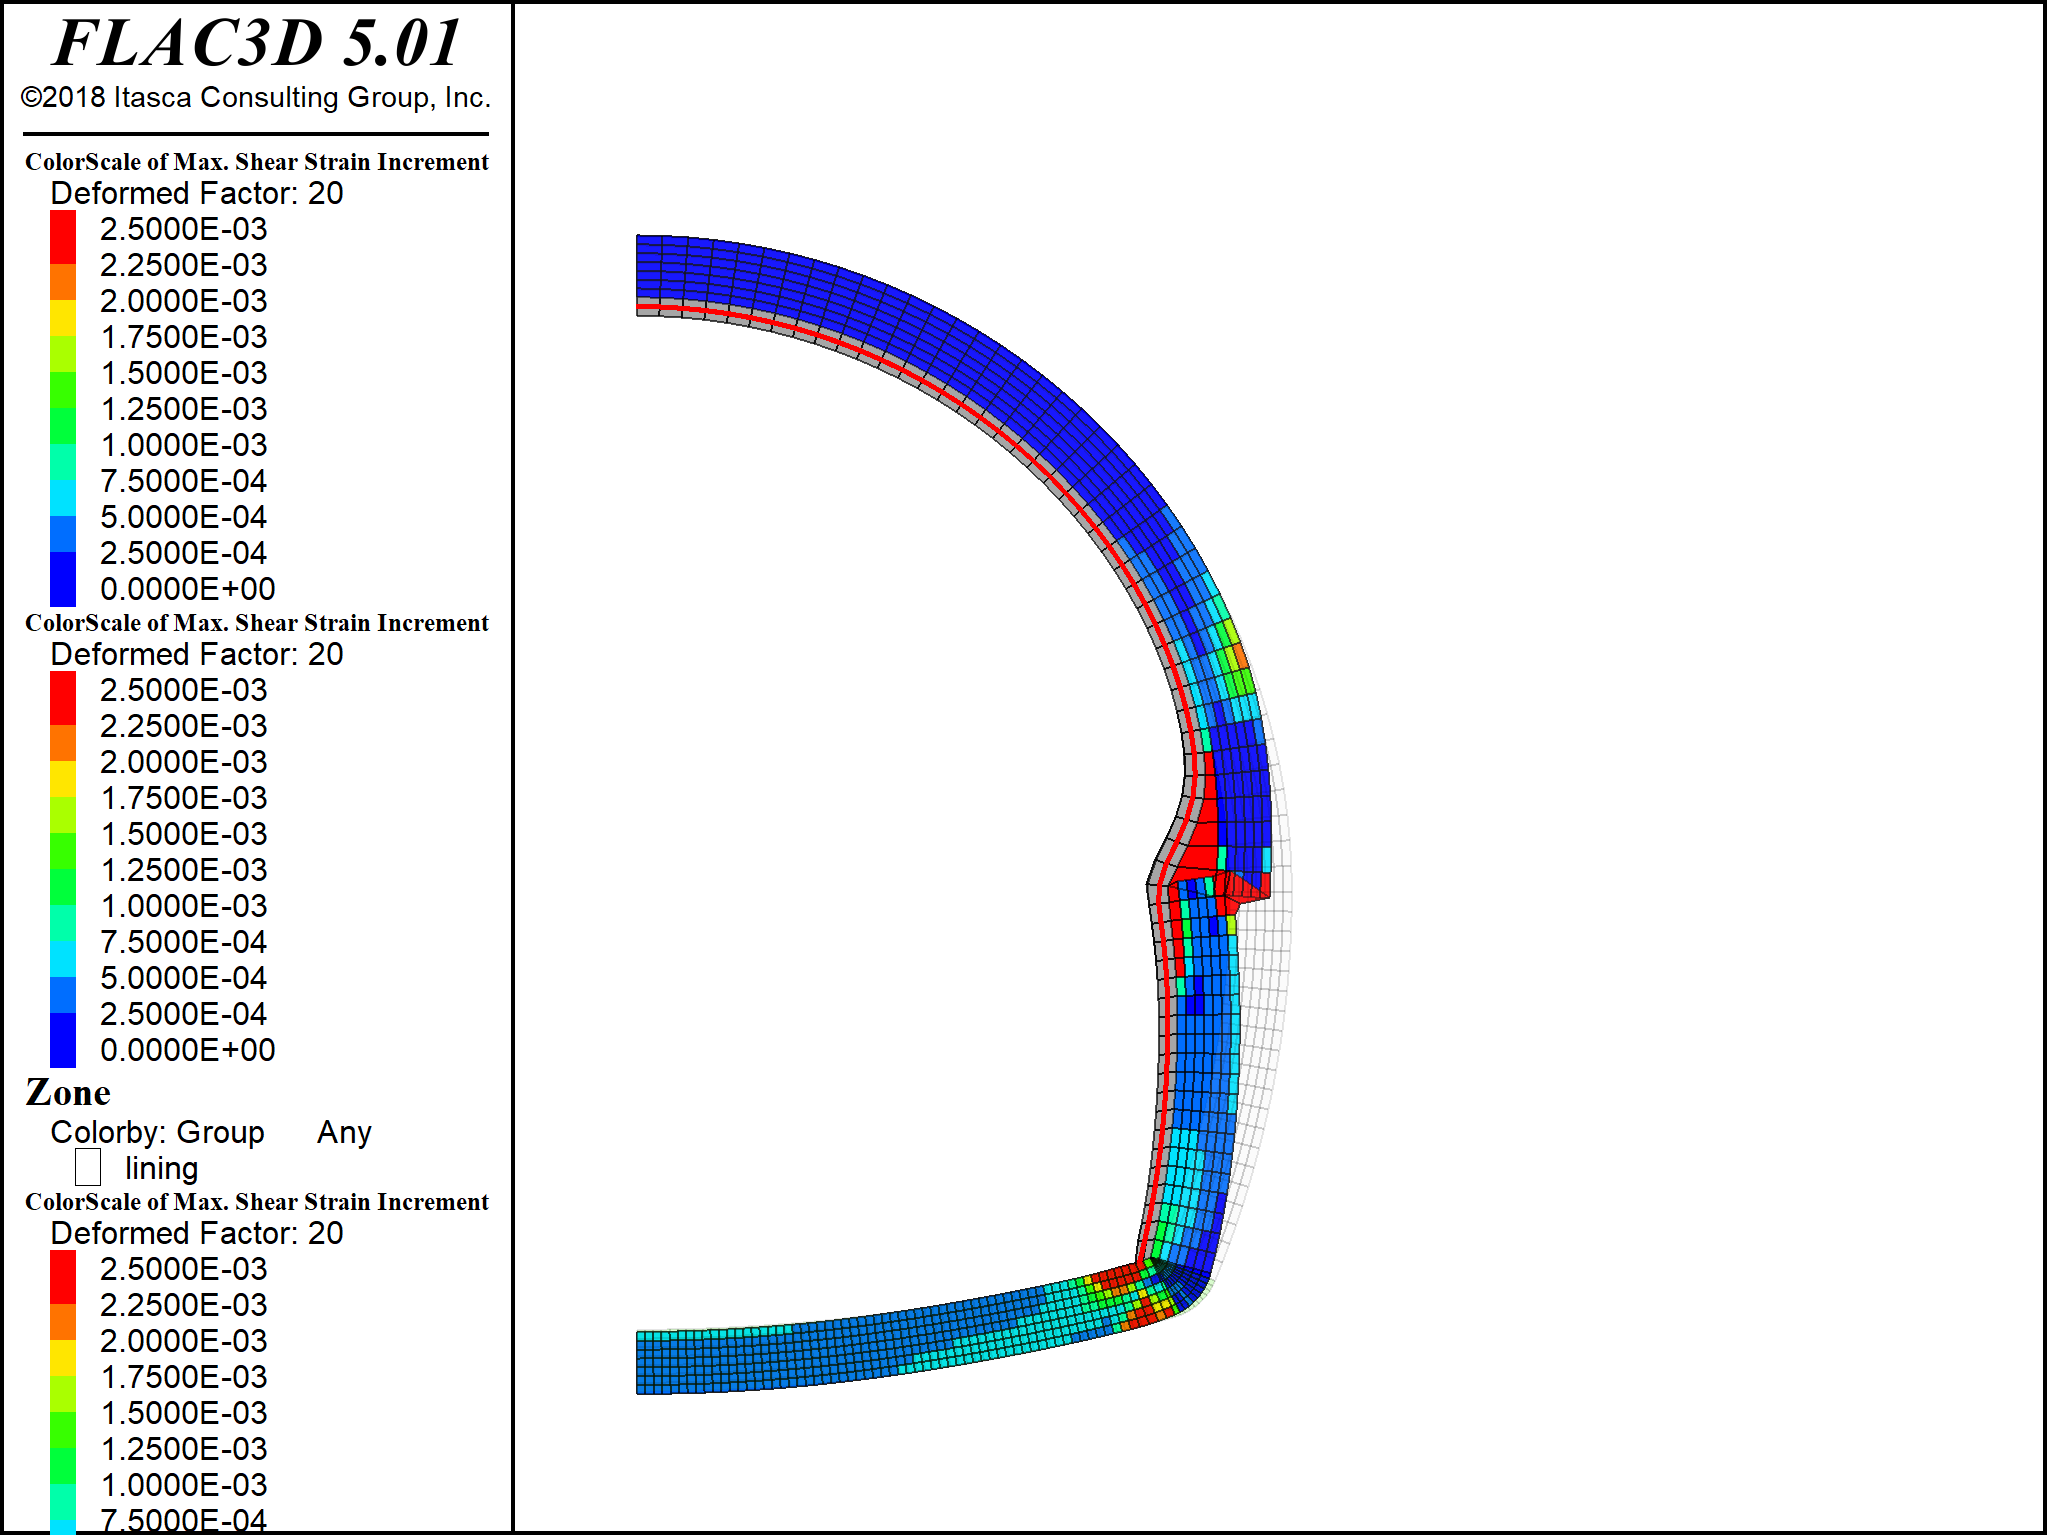 FLAC3D 5.01
©2018 Itasca Consulting Group, Inc.
ColorScale of Max. Shear Strain Increment
Deformed Factor: 20
2.5000E-03
2.2500E-03
2.0000E-03
1.7500E-03
1.5000E-03
1.2500E-03
1.0000E-03
7.5000E-04
5.0000E-04
2.5000E-04
0.0000E+00
ColorScale of Max. Shear Strain Increment
Deformed Factor: 20
2.5000E-03
2.2500E-03
2.0000E-03
1.7500E-03
1.5000E-03
1.2500E-03
1.0000E-03
7.5000E-04
5.0000E-04
2.5000E-04
0.0000E+00
Zone
Colorby: Group Any
lining
ColorScale of Max. Shear Strain Increment
Deformed Factor: 20
2.5000E-03
2.2500E-03
2.0000E-03
1.7500E-03
1.5000E-03
1.2500E-03
1.0000E-03
7.5000E-04